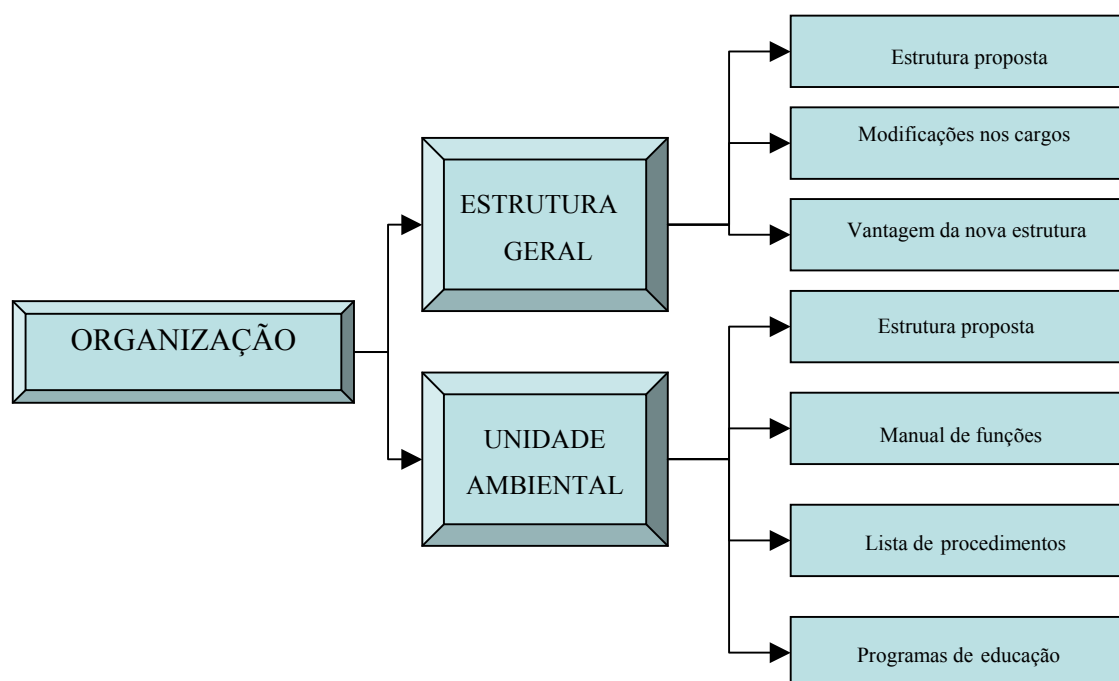 ORGANIZAÇÃO
ESTRUTURA
GERAL
Estrutura proposta
Modificações nos cargos
Vantagem da nova estrutura
UNIDADE
AMBIENTAL
Estrutura proposta
Manual de funções
Lista de procedimentos
Programas de educação